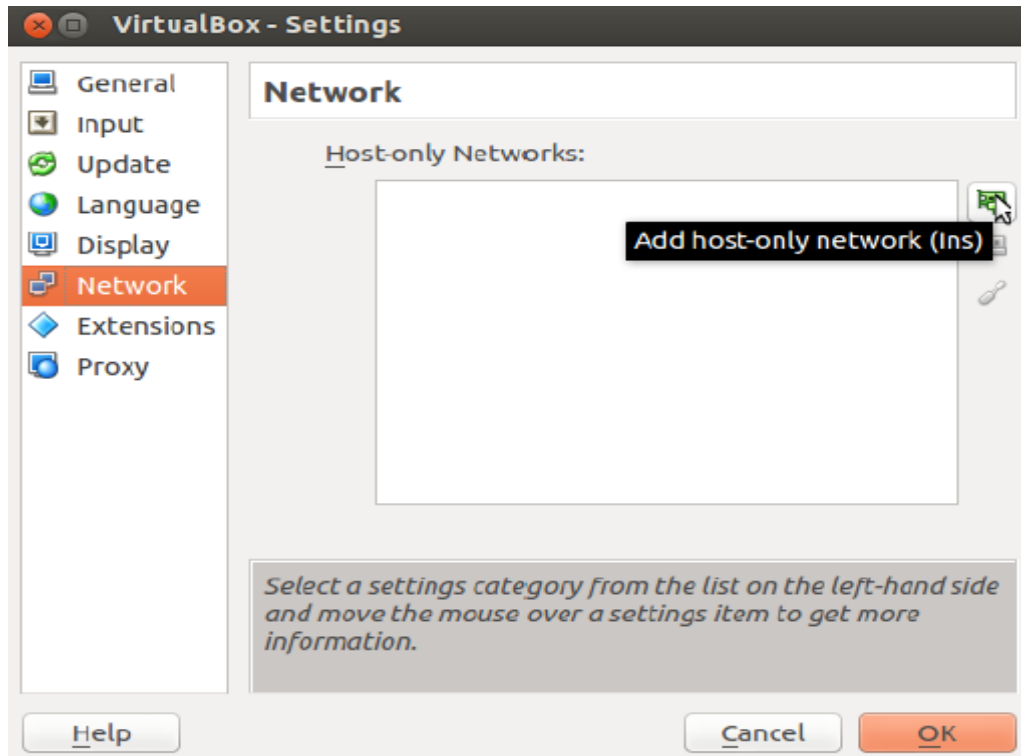 VirtualBox - Settings
General
Input
Update
Language
Display
Network
Extensions
Proxy
Network
Host-only Networks:
Add host-only network (Ins)
Select a settings category from the list on the left-hand side
and move the mouse over a settings item to get more
information.
Help
Cancel
OK